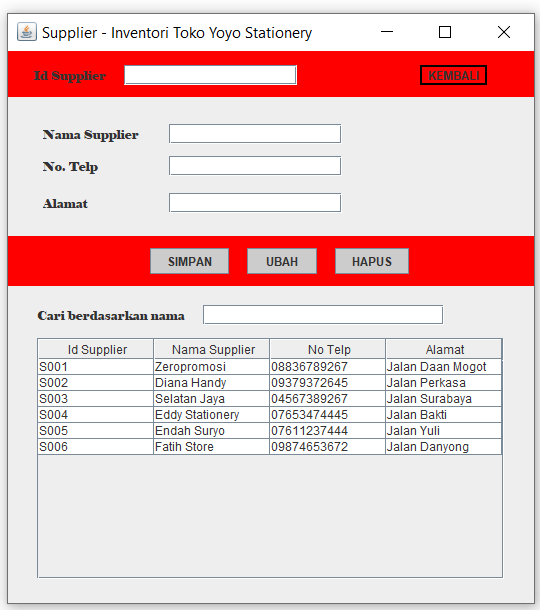 Supplier - Inventori Toko Yoyo Stationery
Id Supplier KEMBALI
Nama Supplier
No. Telp
Alamat
SIMPAN UBAH HAPUS
Cari berdasarkan nama
Id Supplier Nama Supplier No Telp Alamat
S001 Zeropromosi 08836789267 Jalan Daan Mogot
S002 Diana Handy 09379372645 Jalan Perkasa
S003 Selatan Jaya 04567389267 Jalan Surabaya
S004 Eddy Stationery 07653474445 Jalan Bakti
S005 Endah Suryo 07611237444 Jalan Yuli
S006 Fatih Store 09874653672 Jalan Danyong